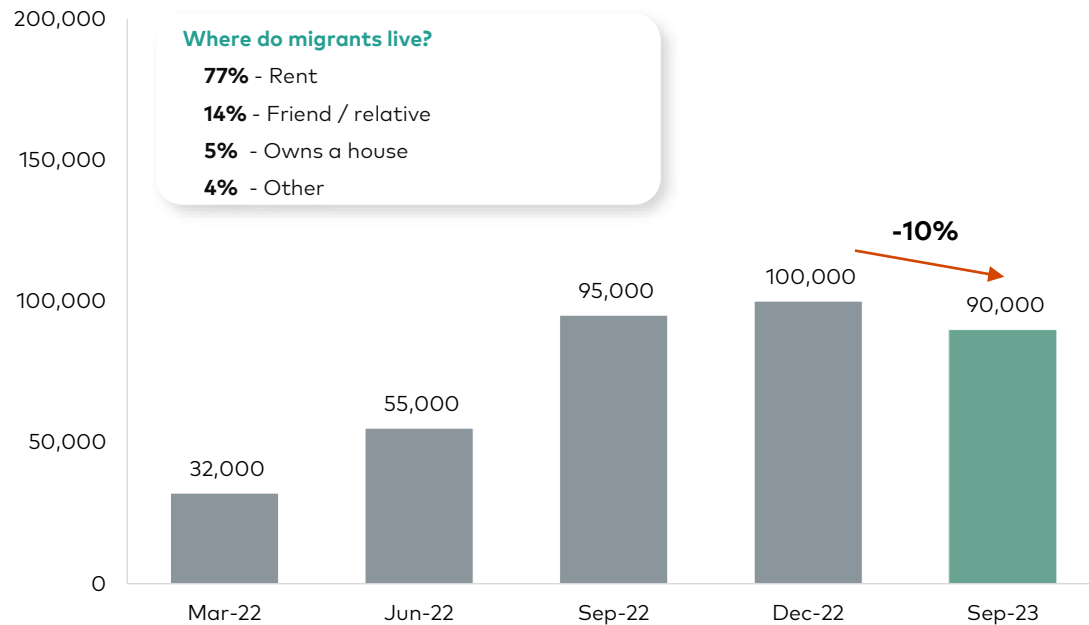 200,000
Where do migrants live?
77% - Rent
14% - Friend / relative
5% - Owns a house
4% - Other
150,000
-10%
100,000
95,000
100,000
90,000
55,000
50,000
32,000
0
Mar-22 Jun-22 Sep-22 Dec-22 Sep-23